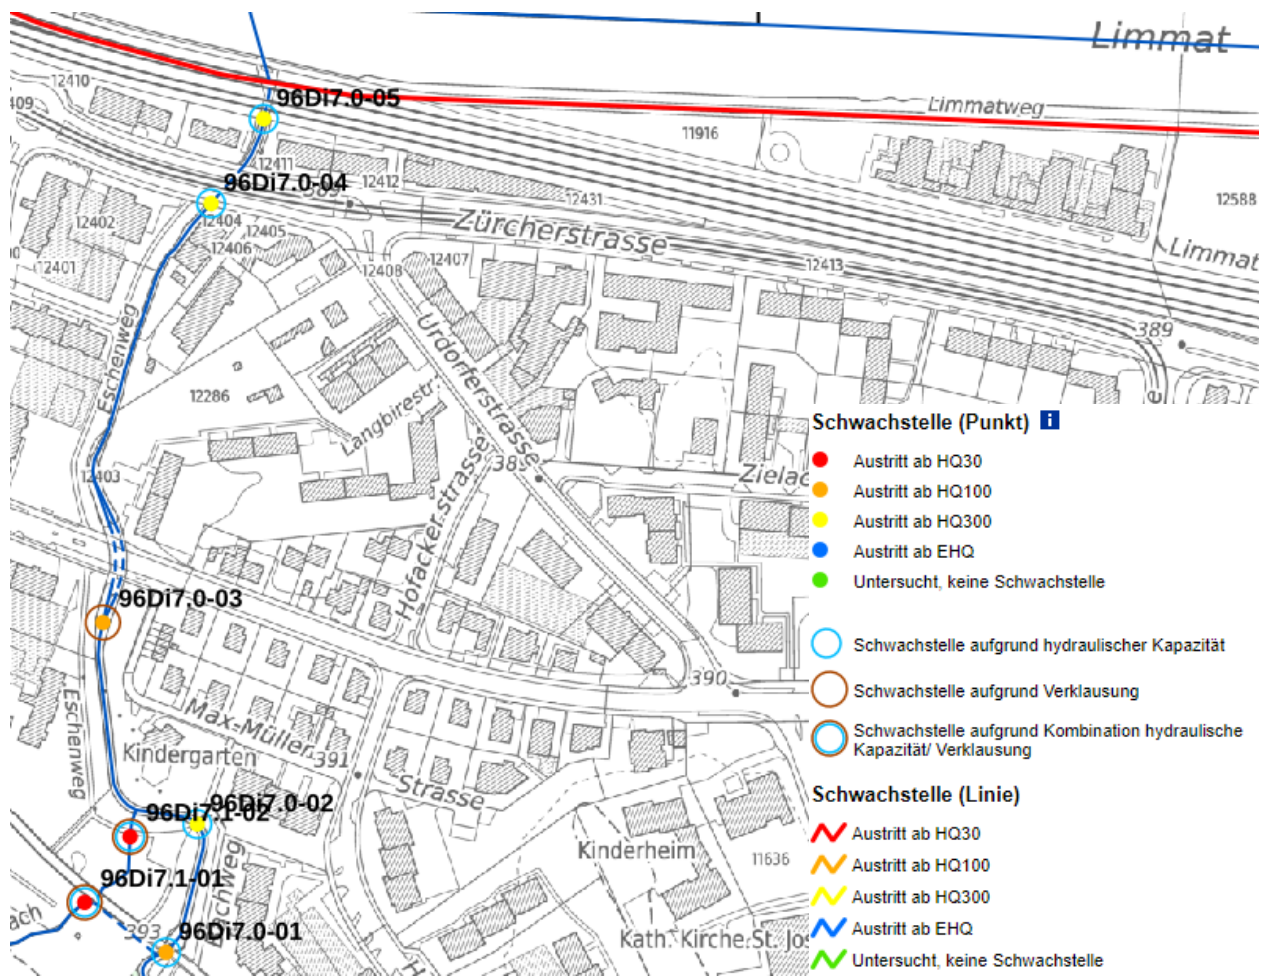 Limmat
12410
409
96Di7.0-05
Limmatweg
11916
12411
96Di7.0-04
389
12412
12431
12588
12402
12404
12405
12406
Zürcherstrasse
Limmat
12401
12408
12407
12413
389
Eschenweg
Urdorferstrasse
12286
Langbirestr.
Schwachstelle (Punkt) i
389
12403
Hofackerstrasse
Zielac
Austritt ab HQ30
Austritt ab HQ100
Austritt ab HQ300
Austritt ab EHQ
Untersucht, keine Schwachstelle
96Di7.0-03
Schwachstelle aufgrund hydraulischer Kapazität
390
Schwachstelle aufgrund Verklausung
Eschenweg
Max-Müller-
Strasse
Schwachstelle aufgrund Kombination hydraulische
Kapazität/ Verklausung
Kindergarten
391
Schwachstelle (Linie)
96Di7.0-02
96Di7.1-02
Austritt ab HQ30
Kinderheim
11636
Austritt ab HQ100
96Di7.1-01
Austritt ab HQ300
ach
393
Bachweg
96Di7.0-01
Kath. Kirche St. Jos
Austritt ab EHQ
Untersucht, keine Schwachstelle